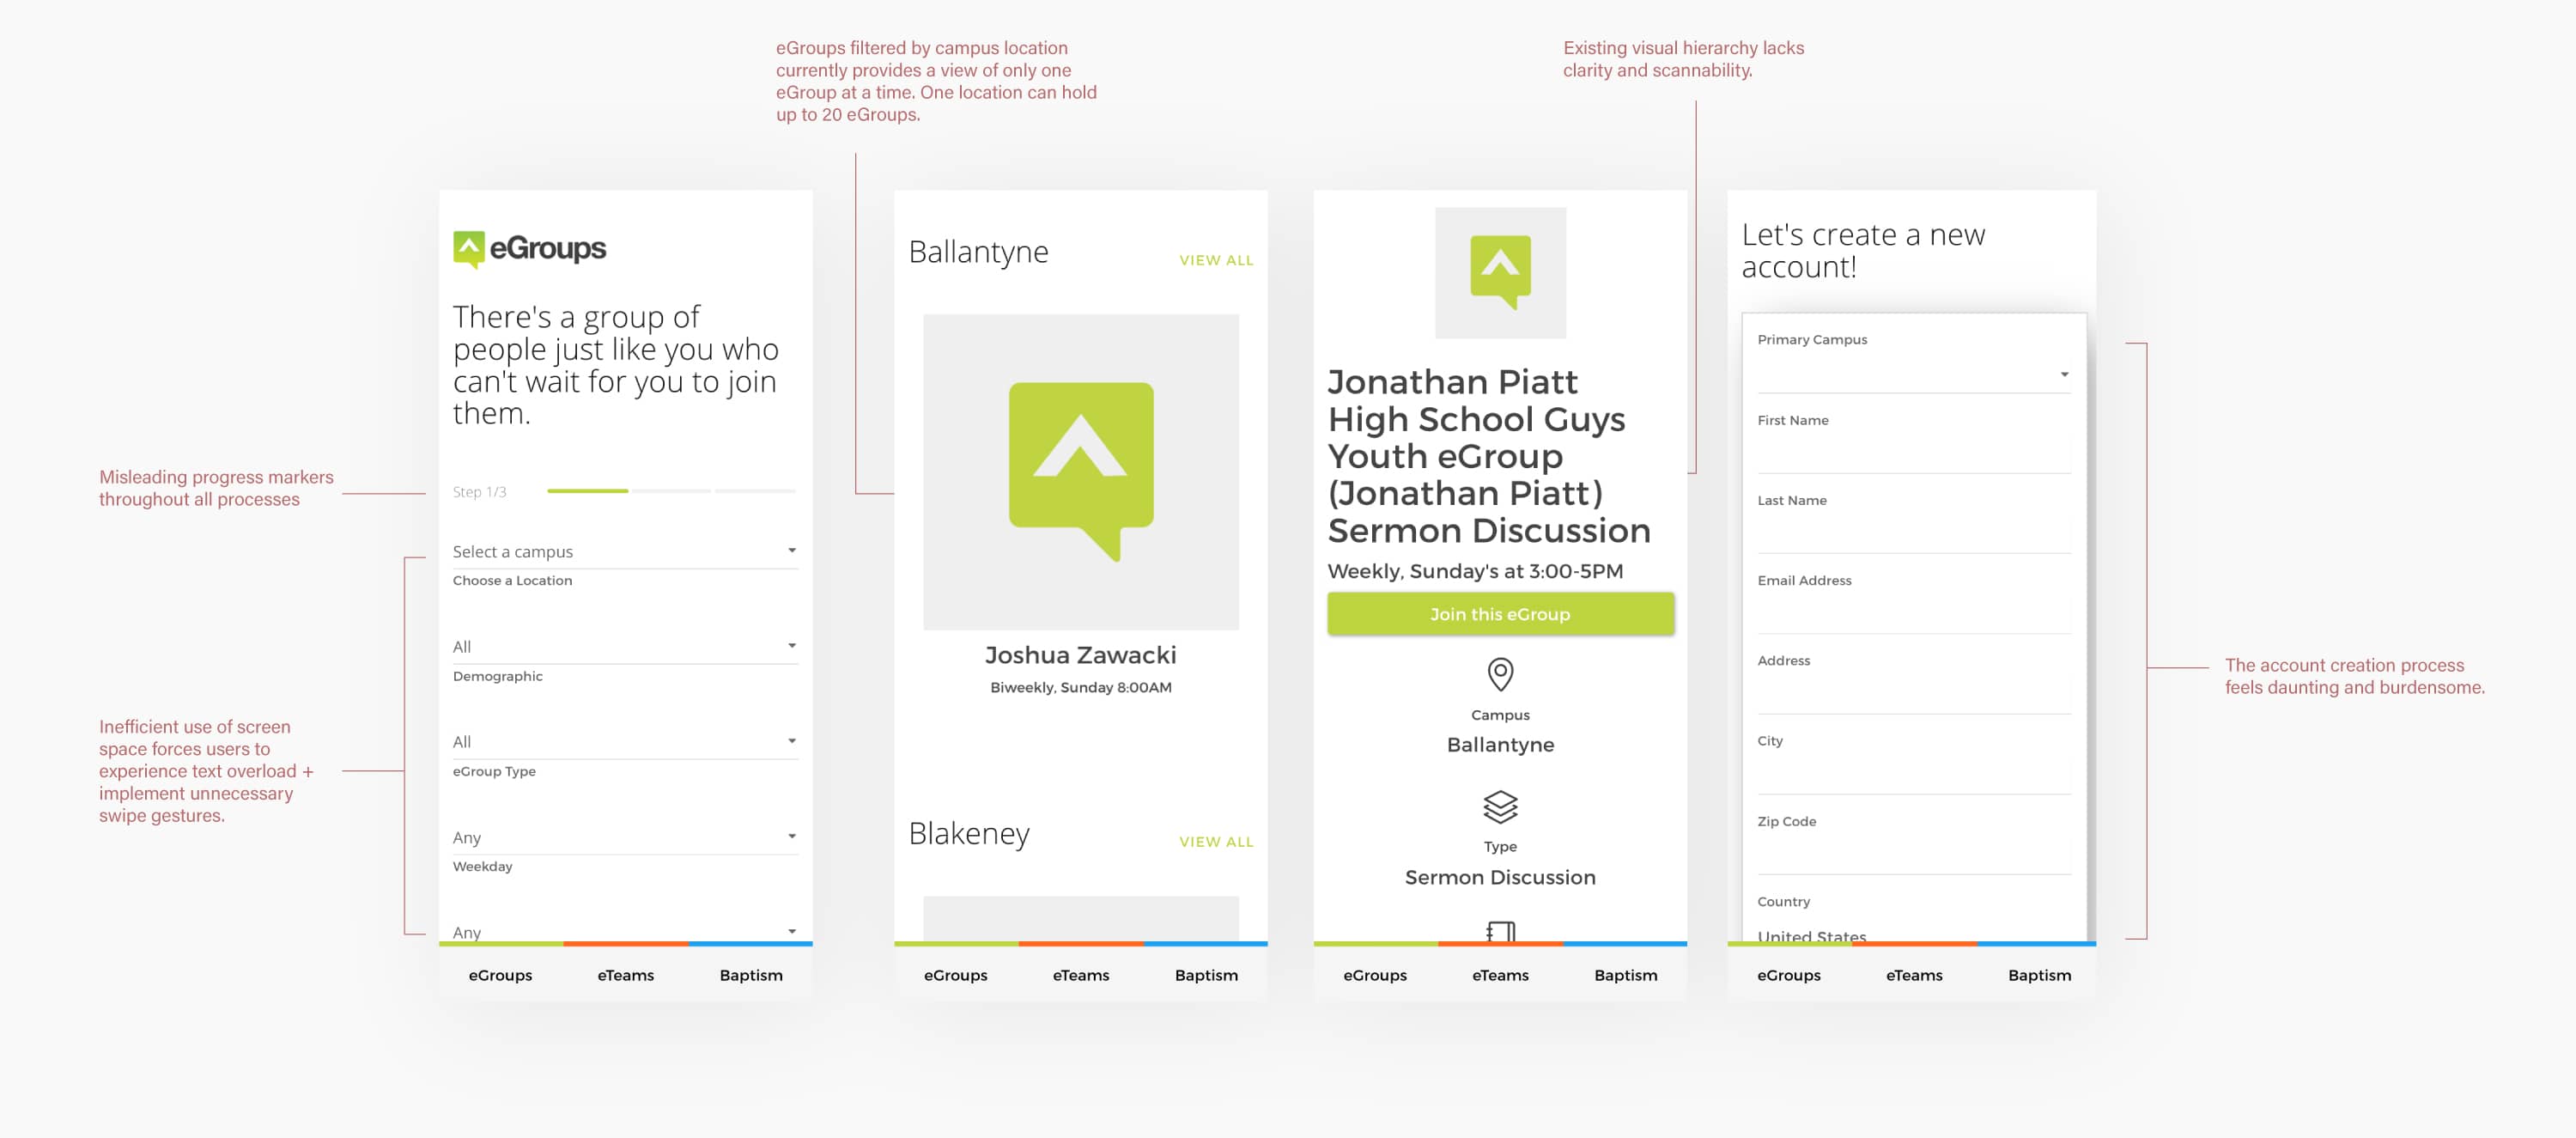 eGroups filtered by campus location
currently provides a view of only one
eGroup at a time. One location can hold
up to 20 eGroups.
Existing visual hierarchy lacks
clarity and scannability.
Misleading progress markers
throughout all processes
Inefficient use of screen
space forces users to
experience text overload +
implement unnecessary
swipe gestures.
eGroups
There's a group of
people just like you who
can't wait for you to join
them.
Step 1/3
Select a campus
Choose a Location
All
Demographic
All
eGroup Type
Any
Weekday
Any
eGroups eTeams Baptism
Ballantyne VIEW ALL
Joshua Zawacki
Biweekly, Sunday 8:00AM
Blakeney VIEW ALL
eGroups eTeams Baptism
Jonathan Piatt
High School Guys
Youth eGroup
(Jonathan Piatt)
Sermon Discussion
Weekly, Sunday's at 3:00-5PM
Join this eGroup
Campus
Ballantyne
Type
Sermon Discussion
eGroups eTeams Baptism
Let's create a new
account!
Primary Campus
First Name
Last Name
Email Address
Address
City
Zip Code
Country
United States
eGroups eTeams Baptism
The account creation process
feels daunting and burdensome.